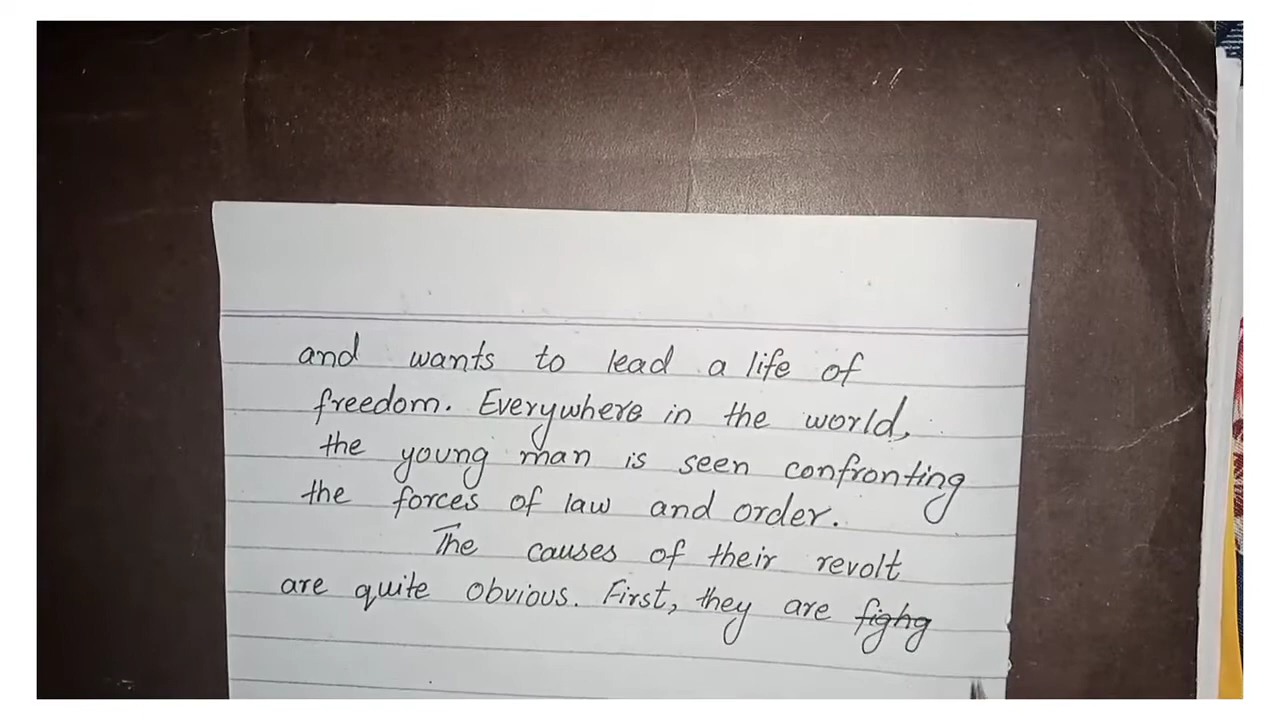 and wants to lead a life of
freedom. Everywhere in the world,
the young man is seen confronting
the forces of law and order.
The causes of their revolt
are quite obvious. First, they are fighg